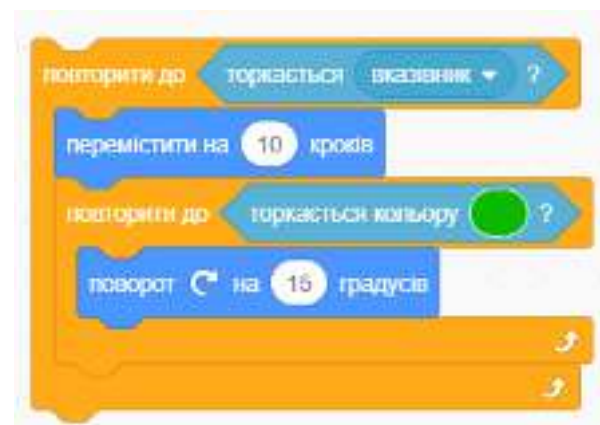 повторити до торкається вказівник ?
перемістити на 10 кроків
повторити до торкається кольору ?
поворот на 15 градусів